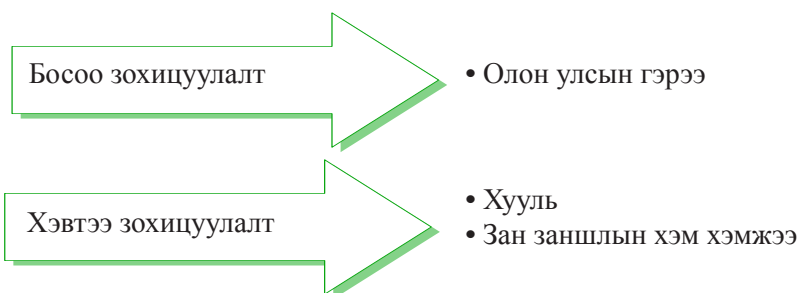 Босоо зохицуулалт
• Олон улсын гэрээ
Хэвтээ зохицуулалт
• Хууль
• Зан заншлын хэм хэмжээ